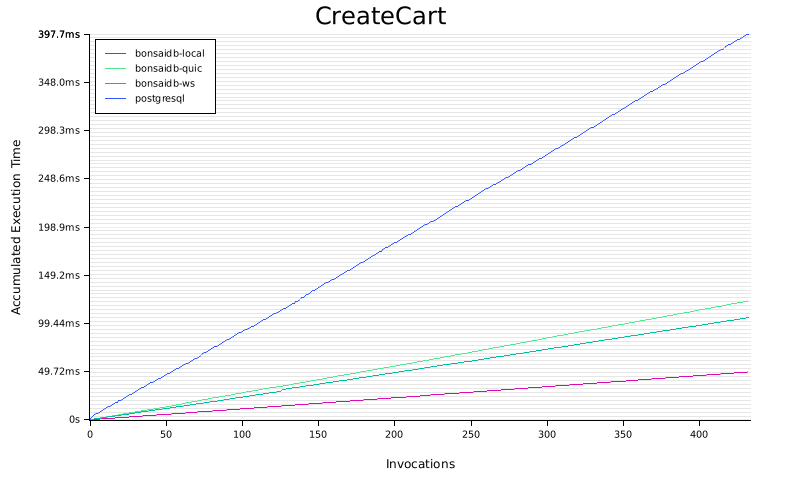 CreateCart
397.7ms
348.0ms
298.3ms
248.6ms
198.9ms
149.2ms
99.44ms
49.72ms
0s
Accumulated Execution Time
bonsaidb-local
bonsaidb-quic
bonsaidb-ws
postgresql
0 50 100 150 200 250 300 350 400
Invocations